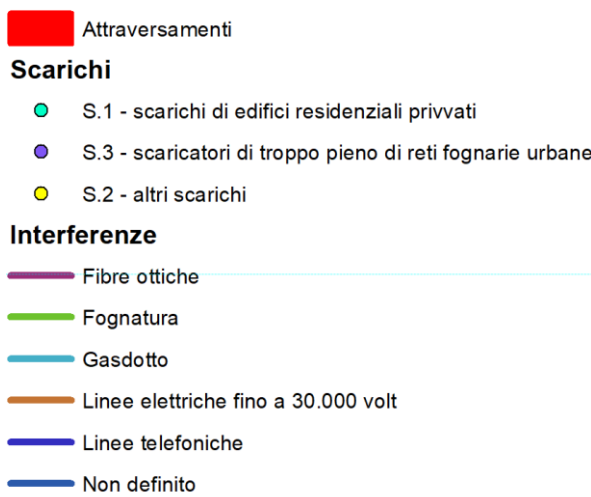 Attraversamenti
Scarichi
S.1 - scarichi di edifici residenziali privvati
S.3 - scaricatori di troppo pieno di reti fognarie urbane
S.2 - altri scarichi
Interferenze
Fibre ottiche
Fognatura
Gasdotto
Linee elettriche fino a 30.000 volt
Linee telefoniche
Non definito